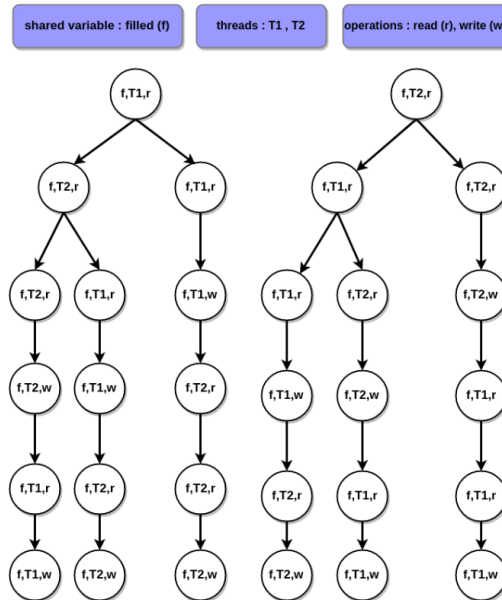 shared variable : filled (f) threads : T1 , T2 operations : read (r), write (w
f,T1,r f,T2,r
f,T2,r f,T1,r f,T1,r f,T2,r
f,T2,r f,T1,r f,T1,w f,T1,r f,T2,r f,T2,w
f,T2,w f,T1,w f,T2,r f,T1,w f,T2,w f,T1,r
f,T1,r f,T2,r f,T2,r f,T2,r f,T1,r f,T1,r
f,T1,w f,T2,w f,T2,w f,T2,w f,T1,w f,T1,w